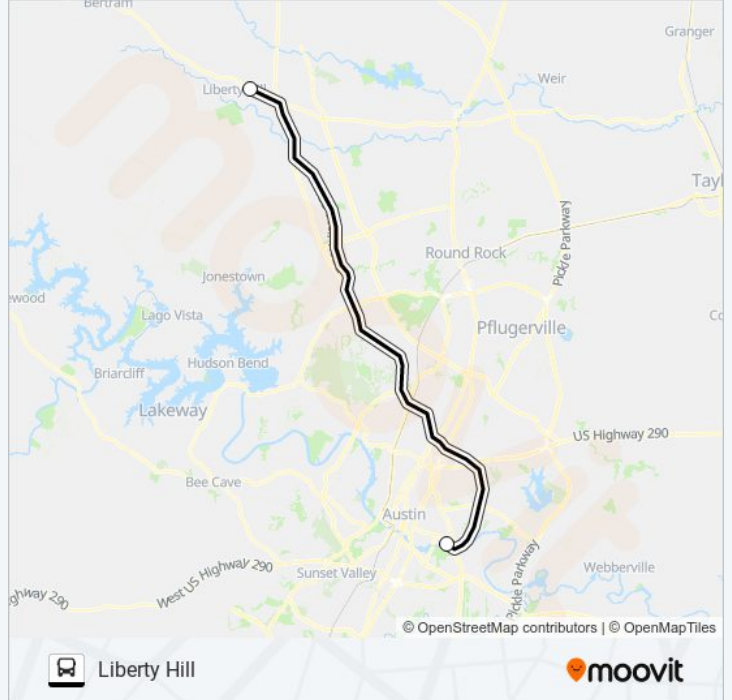 Bertram
Granger
Weir
Liberty Hill
Tayl
Pickle Parkway
Round Rock
Jonestown
ewood
Lago Vista
Co
Pflugerville
Hudson Bend
Briarcliff
Lakeway
US Highway 290
Bee Cave
Austin
Sunset Valley
West US Highway 290
ghway 290
Pickle Parkway
Webberville
moovit
© OpenStreetMap contributors | © OpenMapTiles
Liberty Hill
moovit